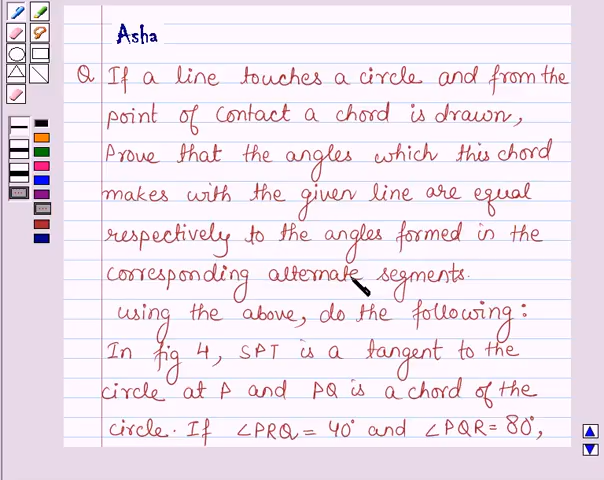 Asha
Q If a line touches a circle and from the
point of contact a chord is drawn,
Prove that the angles which this chord
makes with the given line are equal
respectively to the angles formed in the
corresponding alternate segments.
using the above, do the following:
In fig 4, SPT is a tangent to the
circle at P and PQ is a chord of the
circle. If ∠PRQ = 40° and ∠PQR = 80°,